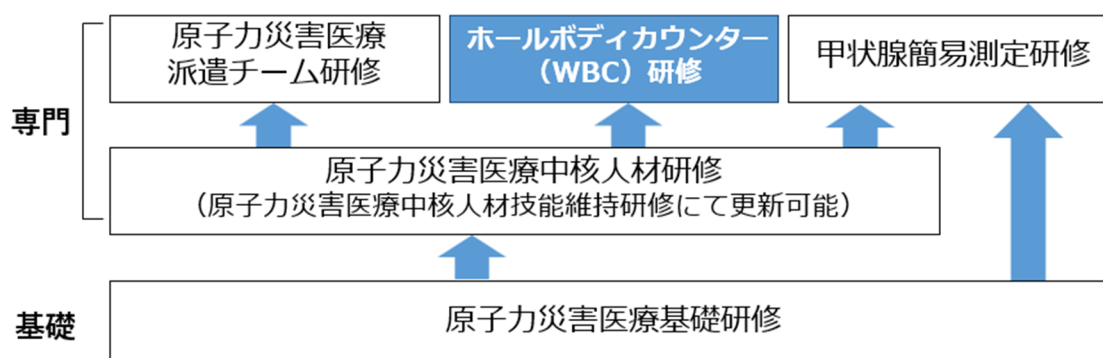 専門
原子力災害医療
派遣チーム研修
ホールボディカウンター
（WBC）研修
甲状腺簡易測定研修
原子力災害医療中核人材研修
（原子力災害医療中核人材技能維持研修にて更新可能）
基礎
原子力災害医療基礎研修